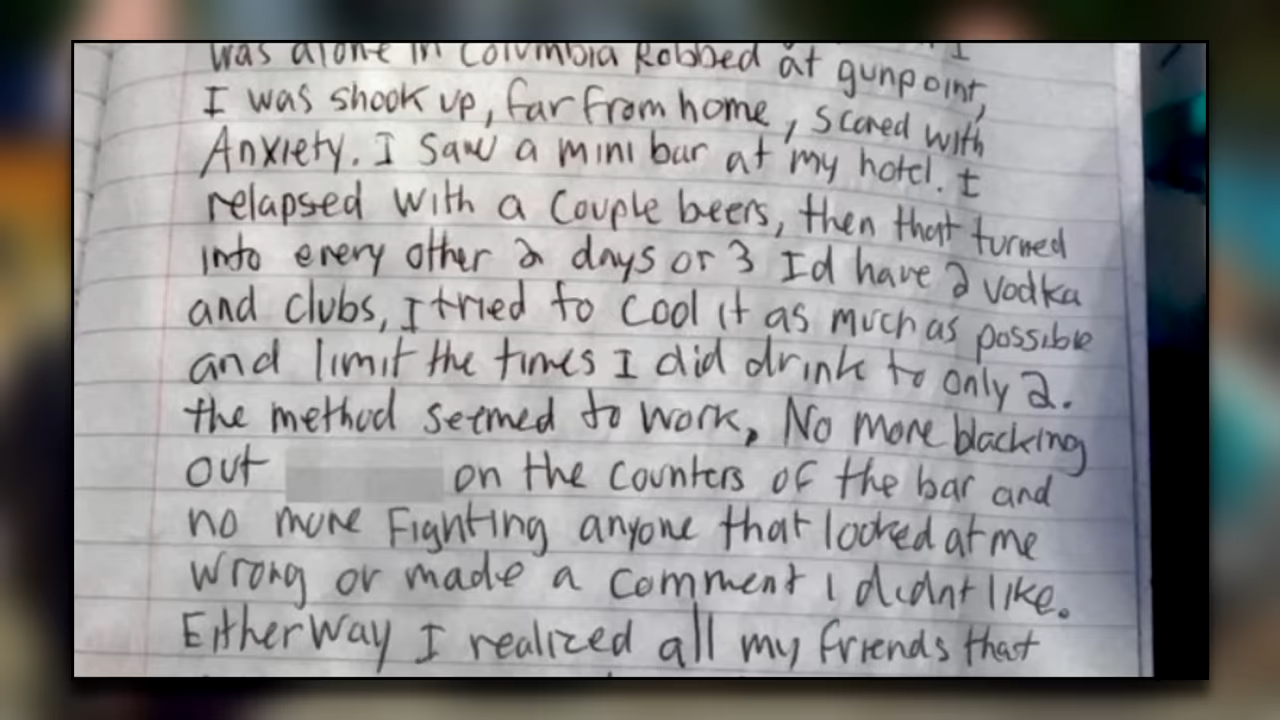 was alone in Columbia Robbed at gunpoint,
I was shook up, far from home, scared with
Anxiety. I saw a mini bar at my hotel. I
relapsed with a couple beers, then that turned
into every other 2 days or 3 Id have 2 vodka
and clubs, I tried to cool it as much as possible
and limit the times I did drink to only 2.
the method seemed to work, No more blacking
out on the counters of the bar and
no more Fighting anyone that looked at me
wrong or made a comment I didnt like.
Either Way I realized all my friends that